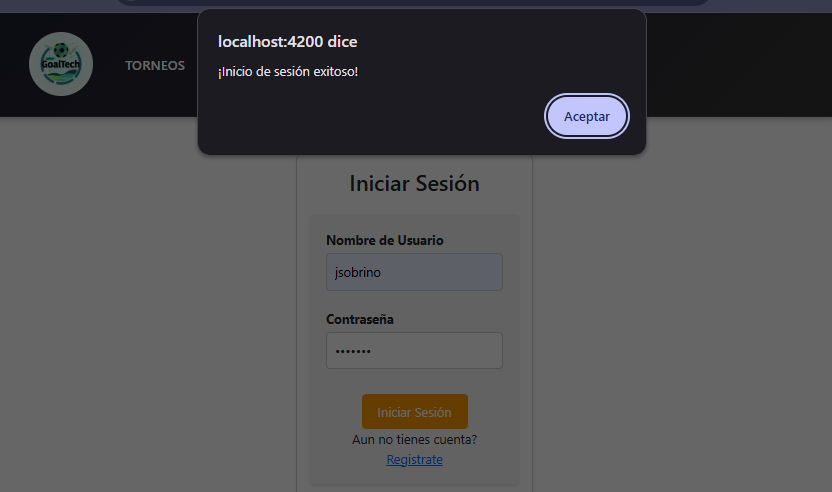 localhost:4200 dice
¡Inicio de sesión exitoso!
Aceptar
GoalTech
TORNEOS
Iniciar Sesión
Nombre de Usuario
jsobrino
Contraseña
•••••••
Iniciar Sesión
Aun no tienes cuenta?
Registrate